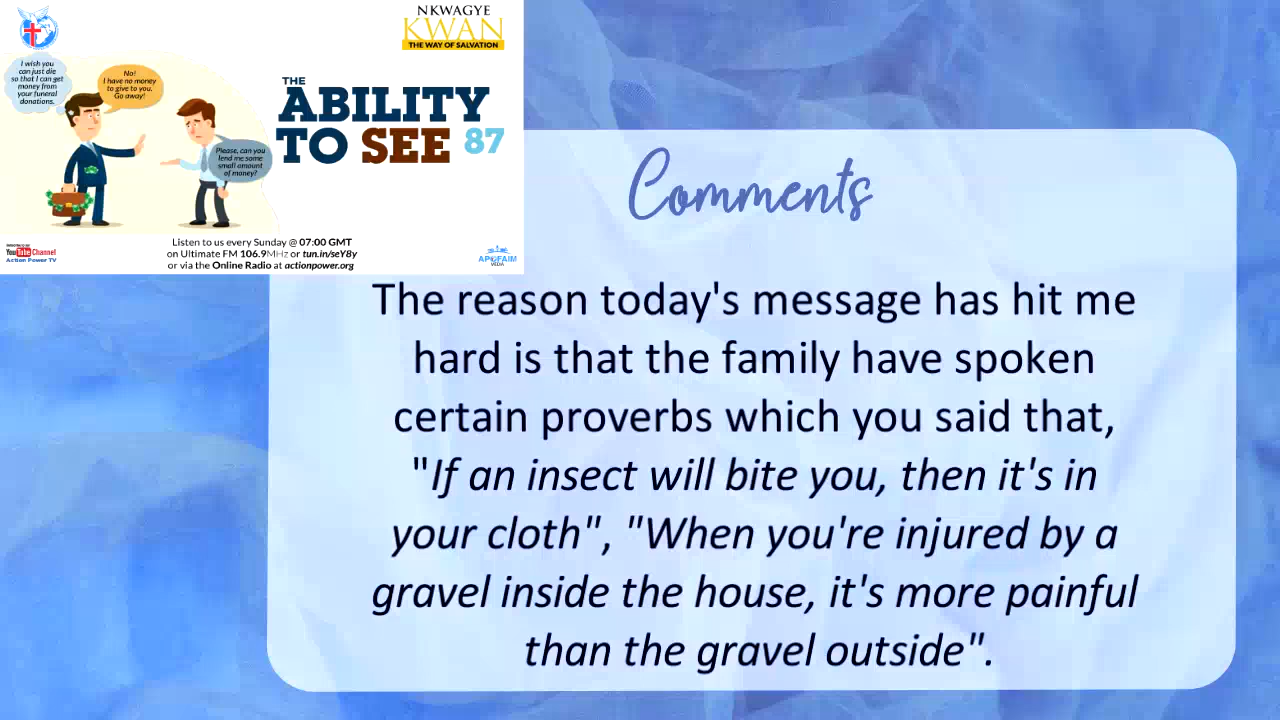 NKWAGYE
KWAN
THE WAY OF SALVATION
I wish you
can just die
so that I can get
money from
your funeral
donations.
No!
I have no money
to give to you.
Go away!
Please, can you
lend me some
small amount
of money?
THE
ABILITY
TO SEE 87
YouTube Channel
Action Power TV
Listen to us every Sunday @ 07:00 GMT
on Ultimate FM 106.9MHz or tun.in/seY8y
or via the Online Radio at actionpower.org
APOFAIM
MEDIA
Comments
The reason today's message has hit me
hard is that the family have spoken
certain proverbs which you said that,
"If an insect will bite you, then it's in
your cloth", "When you're injured by a
gravel inside the house, it's more painful
than the gravel outside".